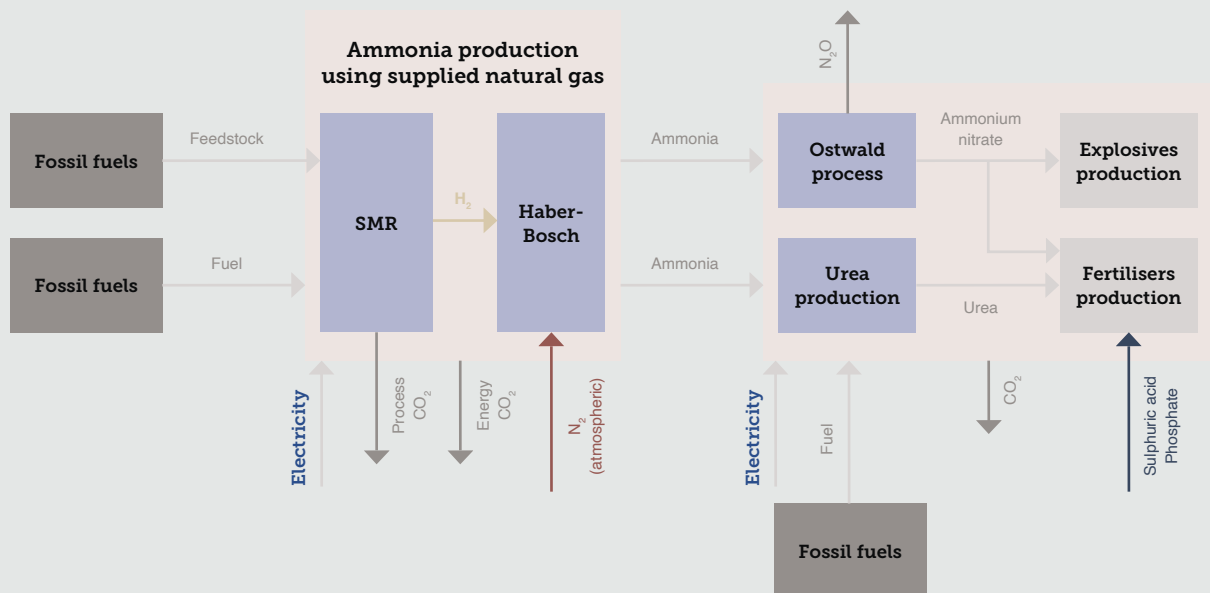 Ammonia production
using supplied natural gas
N₂O
Fossil fuels
Feedstock
SMR
H₂
Haber-
Bosch
Ammonia
Ostwald
process
Ammonium
nitrate
Explosives
production
Fossil fuels
Fuel
Ammonia
Urea
production
Urea
Fertilisers
production
Electricity
Process
CO₂
Energy
CO₂
N₂
(atmospheric)
Electricity
Fuel
CO₂
Sulphuric acid
Phosphate
Fossil fuels